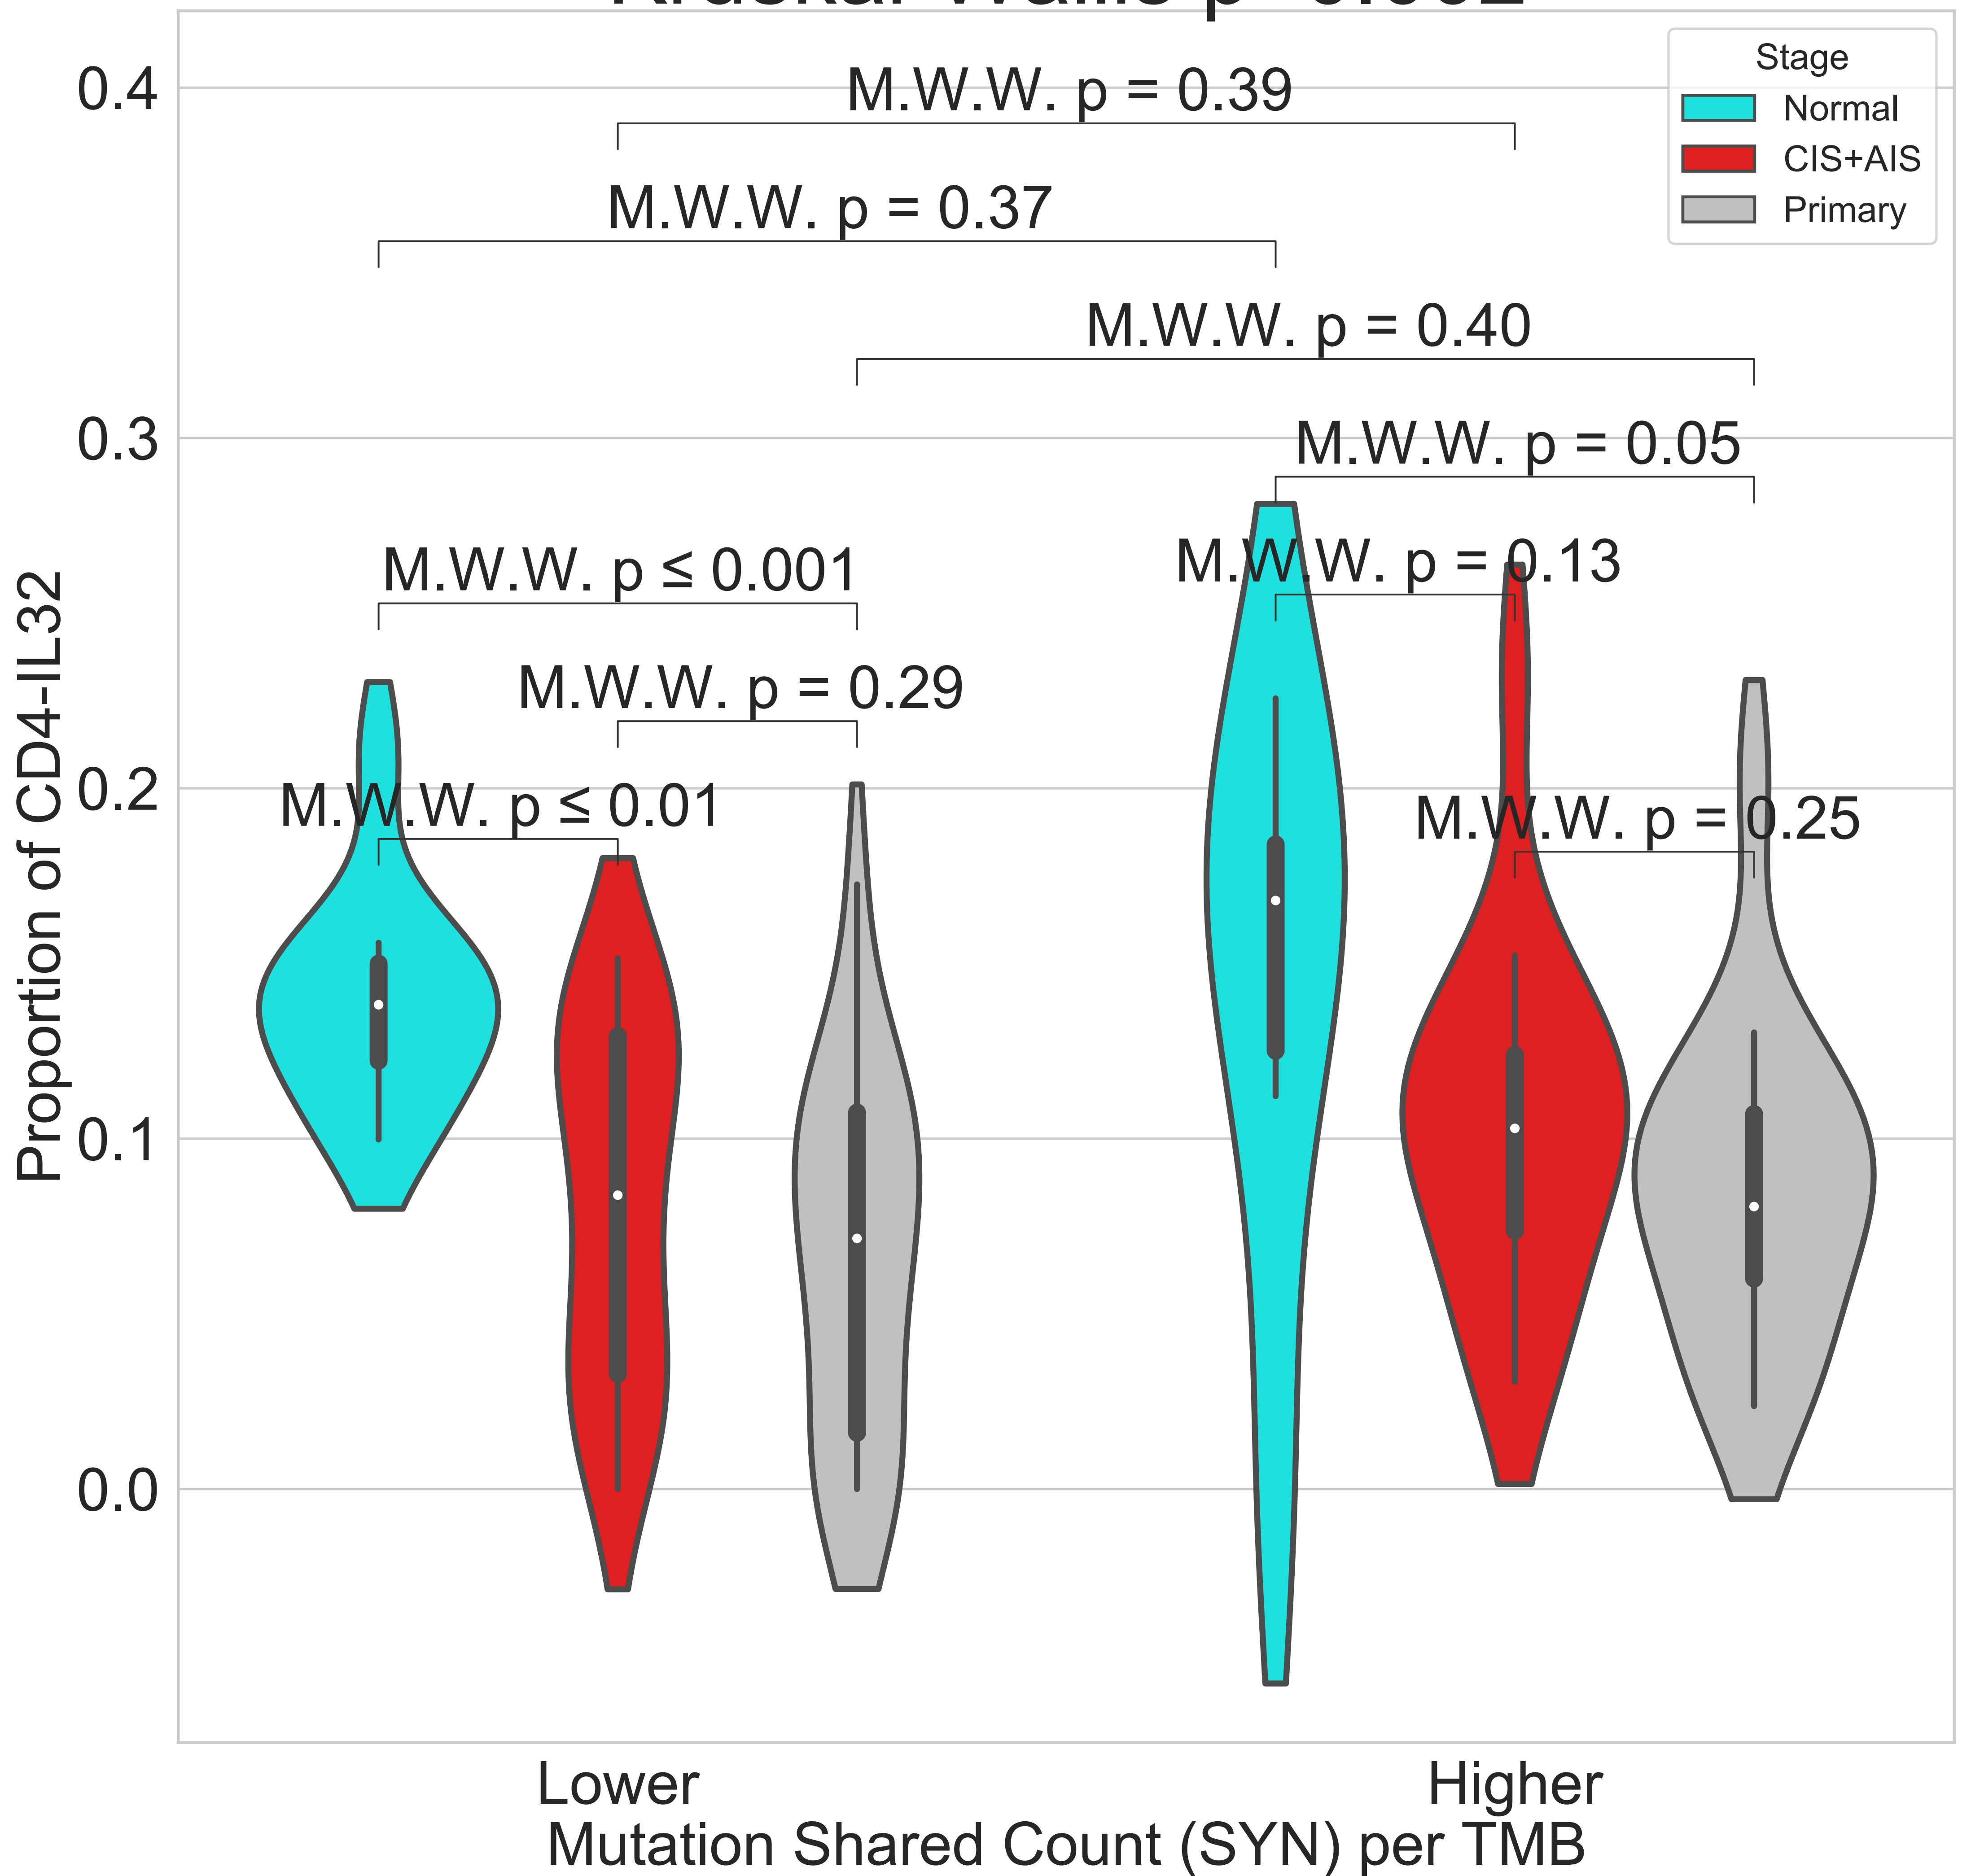 Stage
Normal
CIS+AIS
Primary
0.4
0.3
0.2
0.1
0.0
Proportion of CD4-IL32
M.W.W. p = 0.39
M.W.W. p = 0.37
M.W.W. p = 0.40
M.W.W. p = 0.05
M.W.W. p = 0.13
M.W.W. p ≤ 0.001
M.W.W. p = 0.29
M.W.W. p ≤ 0.01
M.W.W. p = 0.25
Lower
Higher
Mutation Shared Count (SYN) per TMB